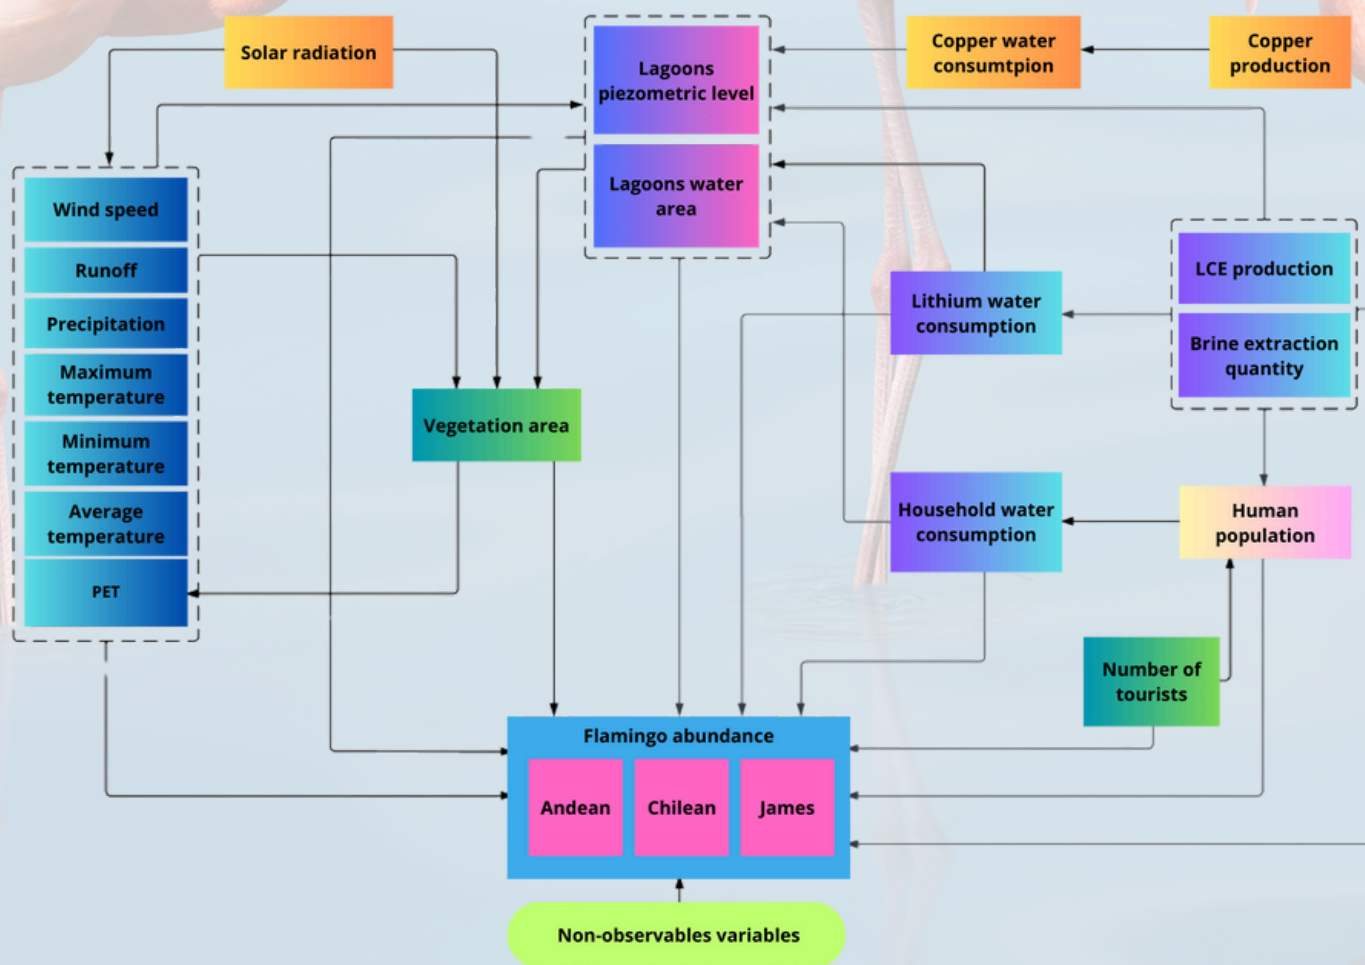 Solar radiation
Lagoons
piezometric level
Copper water
consumtpion
Copper
production
Lagoons water
area
Wind speed
Runoff
Precipitation
Maximum
temperature
Minimum
temperature
Average
temperature
PET
LCE production
Brine extraction
quantity
Lithium water
consumption
Vegetation area
Household water
consumption
Human
population
Number of
tourists
Flamingo abundance
Andean
Chilean
James
Non-observables variables